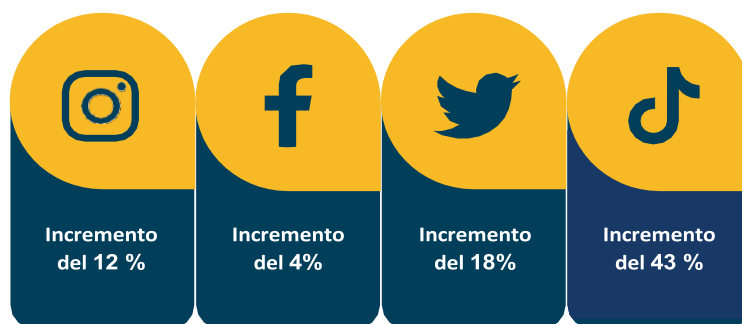 Incremento
del 12 %
Incremento
del 4%
Incremento
del 18%
Incremento
del 43 %